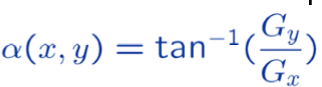 α(x, y) = tan⁻¹(G_y/G_x)